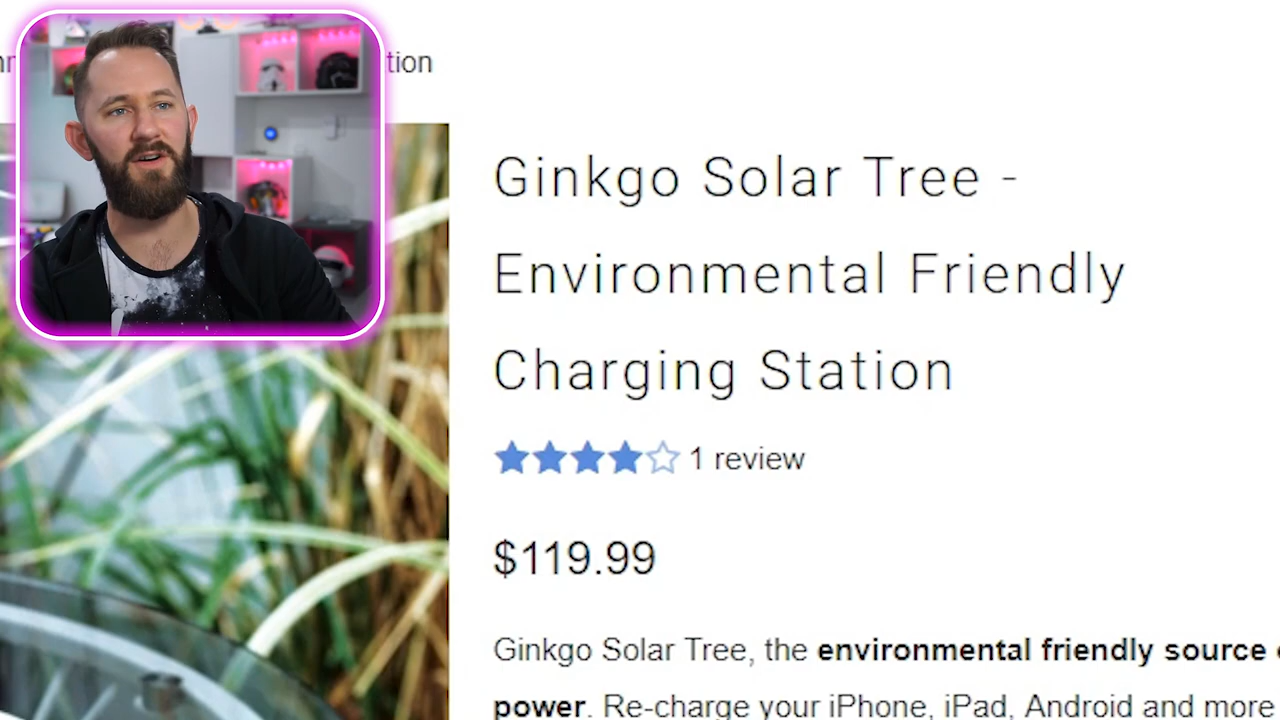 tion
Ginkgo Solar Tree -
Environmental Friendly
Charging Station
1 review
$119.99
Ginkgo Solar Tree, the environmental friendly source
power. Re-charge your iPhone, iPad, Android and more